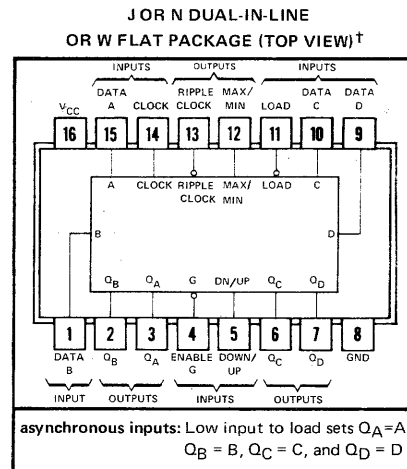 J OR N DUAL-IN-LINE
OR W FLAT PACKAGE (TOP VIEW)†
INPUTS OUTPUTS INPUTS
DATA RIPPLE MAX/ DATA DATA
VCC A CLOCK CLOCK MIN LOAD C D
16 15 14 13 12 11 10 9
A CLOCK RIPPLE MAX/ LOAD C
CLOCK MIN
B D
QB QA G DN/UP QC QD
1 2 3 4 5 6 7 8
DATA QB QA ENABLE DOWN/ QC QD GND
B G UP
INPUT OUTPUTS INPUTS OUTPUTS
asynchronous inputs: Low input to load sets QA=A
QB = B, QC = C, and QD = D